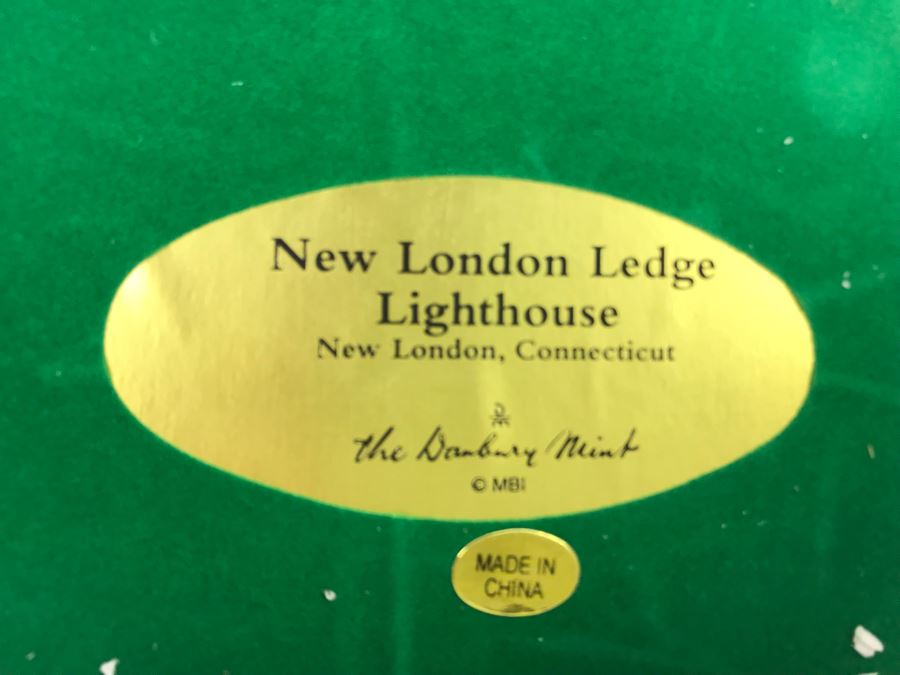 New London Ledge
Lighthouse
New London, Connecticut
the Danbury Mint
© MBI
MADE IN
CHINA